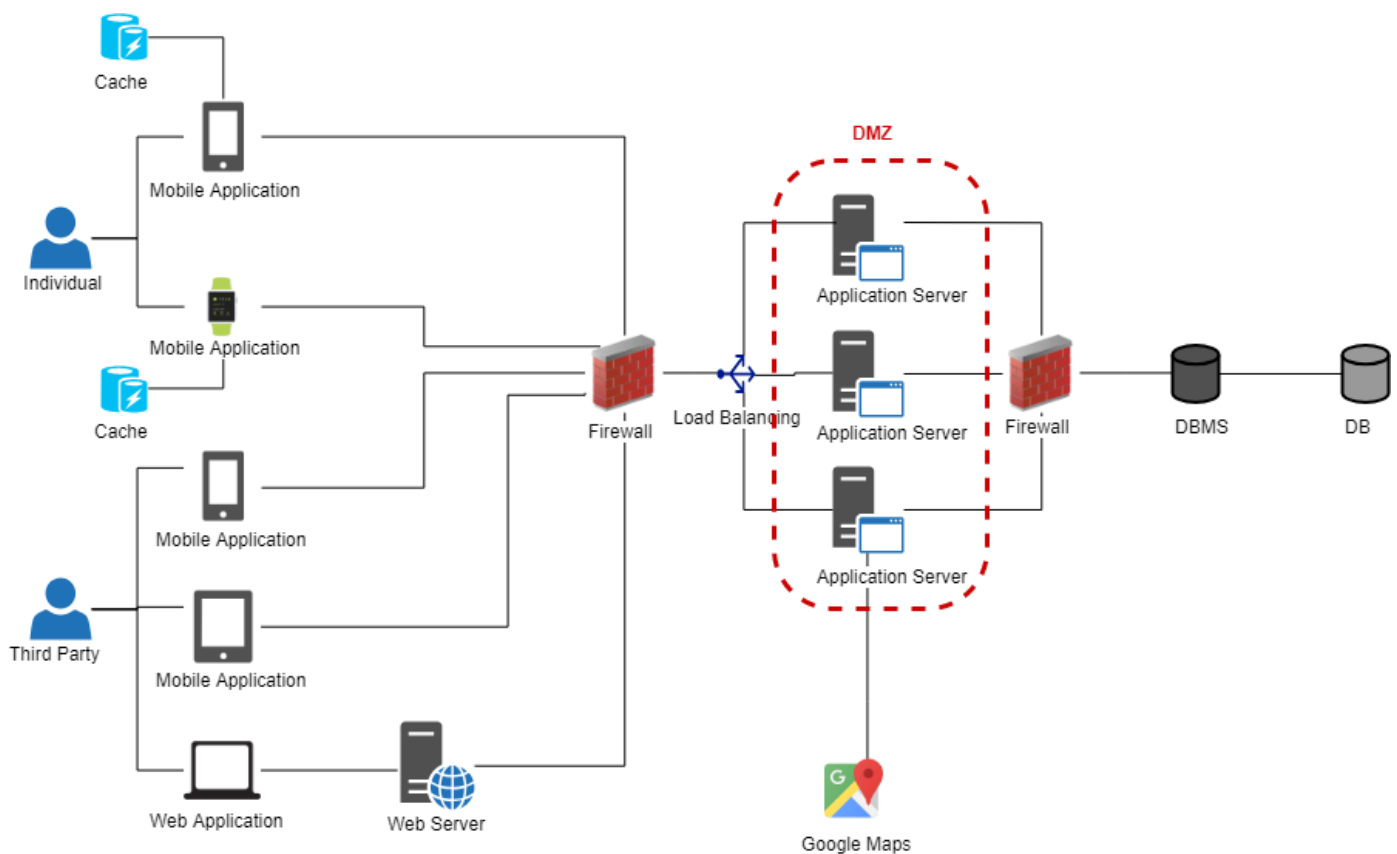 Cache
Mobile Application
Individual
Mobile Application
Cache
Mobile Application
Third Party
Mobile Application
Web Application
Web Server
Firewall
Load Balancing
DMZ
Application Server
Application Server
Application Server
G
Google Maps
Firewall
DBMS
DB